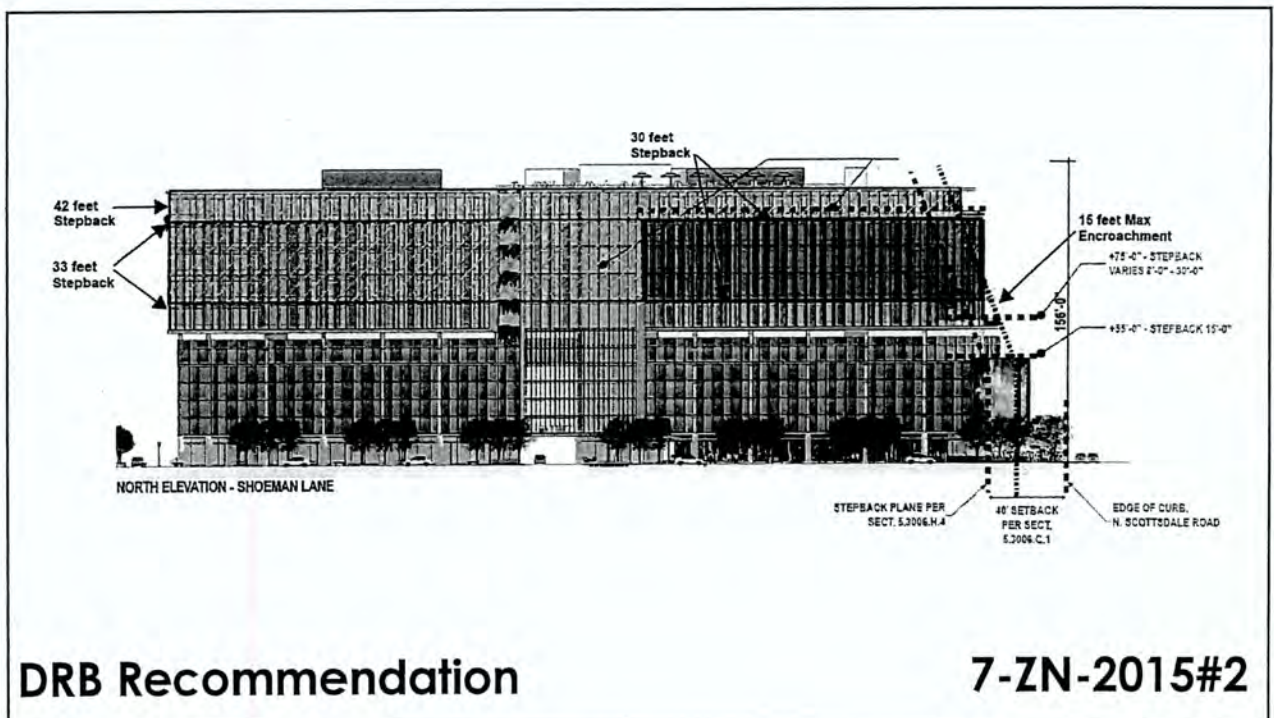 30 feet
Stepback
42 feet
Stepback
33 feet
Stepback
15 feet Max
Encroachment
+75'-0" - STEPBACK
VARIES 2'-0" - 30'-0"
156'-0"
+55'-0" - STEPBACK 15'-0"
NORTH ELEVATION - SHOEMAN LANE
STEPBACK PLANE PER
SECT. 5.3006.H.4
40' SETBACK
PER SECT.
5.3006.C.1
EDGE OF CURB,
N. SCOTTSDALE ROAD
DRB Recommendation
7-ZN-2015#2